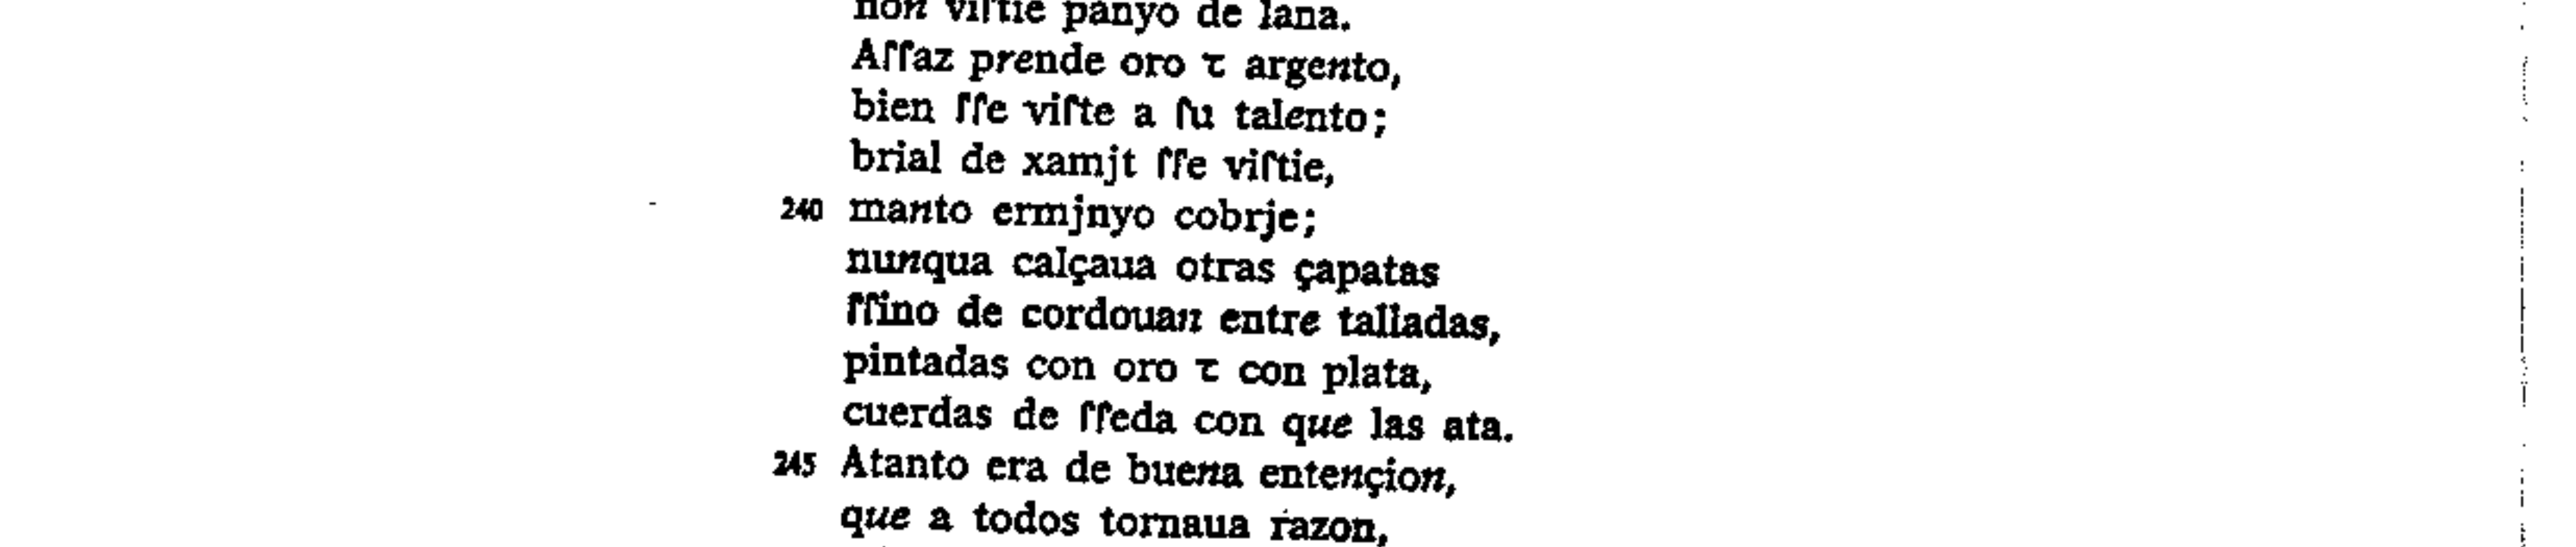 non viſtie panyo de lana.
Aſſaz prende oro τ argento,
bien ſſe viſte a ſu talento;
brial de xamjt ſſe viſtie,
240 manto ermjnyo cobrje;
nunqua calçaua otras çapatas
ſſino de cordouan entre talladas,
pintadas con oro τ con plata,
cuerdas de ſſeda con que las ata.
245 Atanto era de buena entençion,
que a todos tornaua razon,